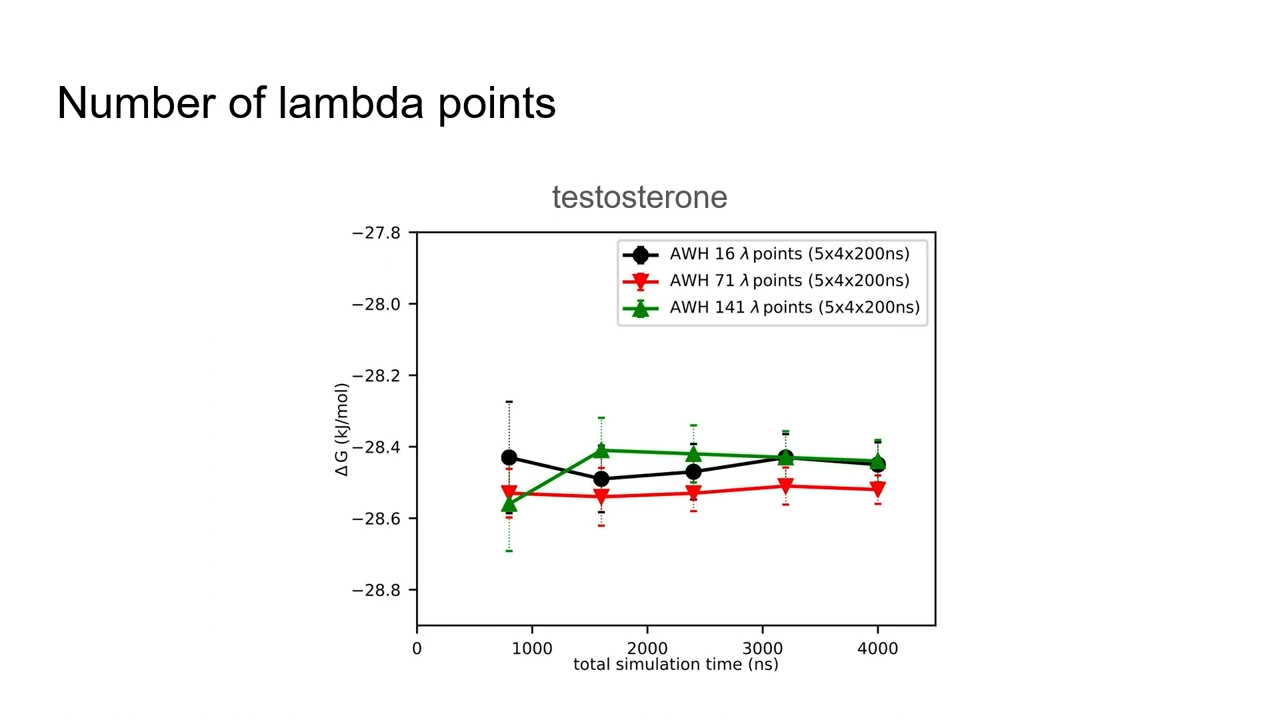 Number of lambda points
testosterone
AWH 16 λ points (5x4x200ns)
AWH 71 λ points (5x4x200ns)
AWH 141 λ points (5x4x200ns)
−27.8
−28.0
−28.2
−28.4
−28.6
−28.8
Δ G (kJ/mol)
0 1000 2000 3000 4000
total simulation time (ns)